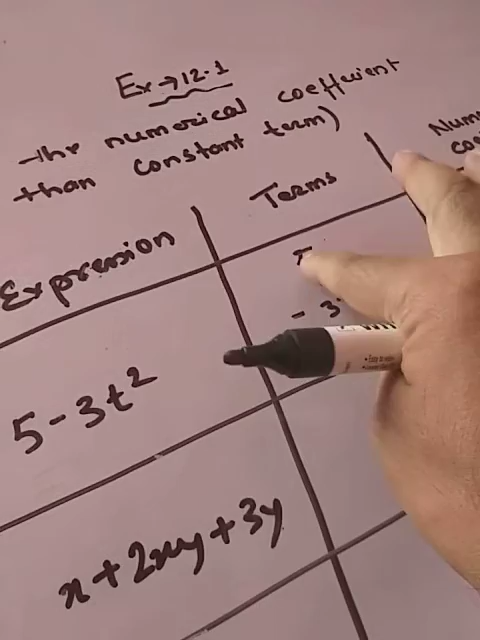 Ex → 12.1
The numerical coefficient
than constant term)
Expression Terms
5 - 3t²
x + 2xy + 3y